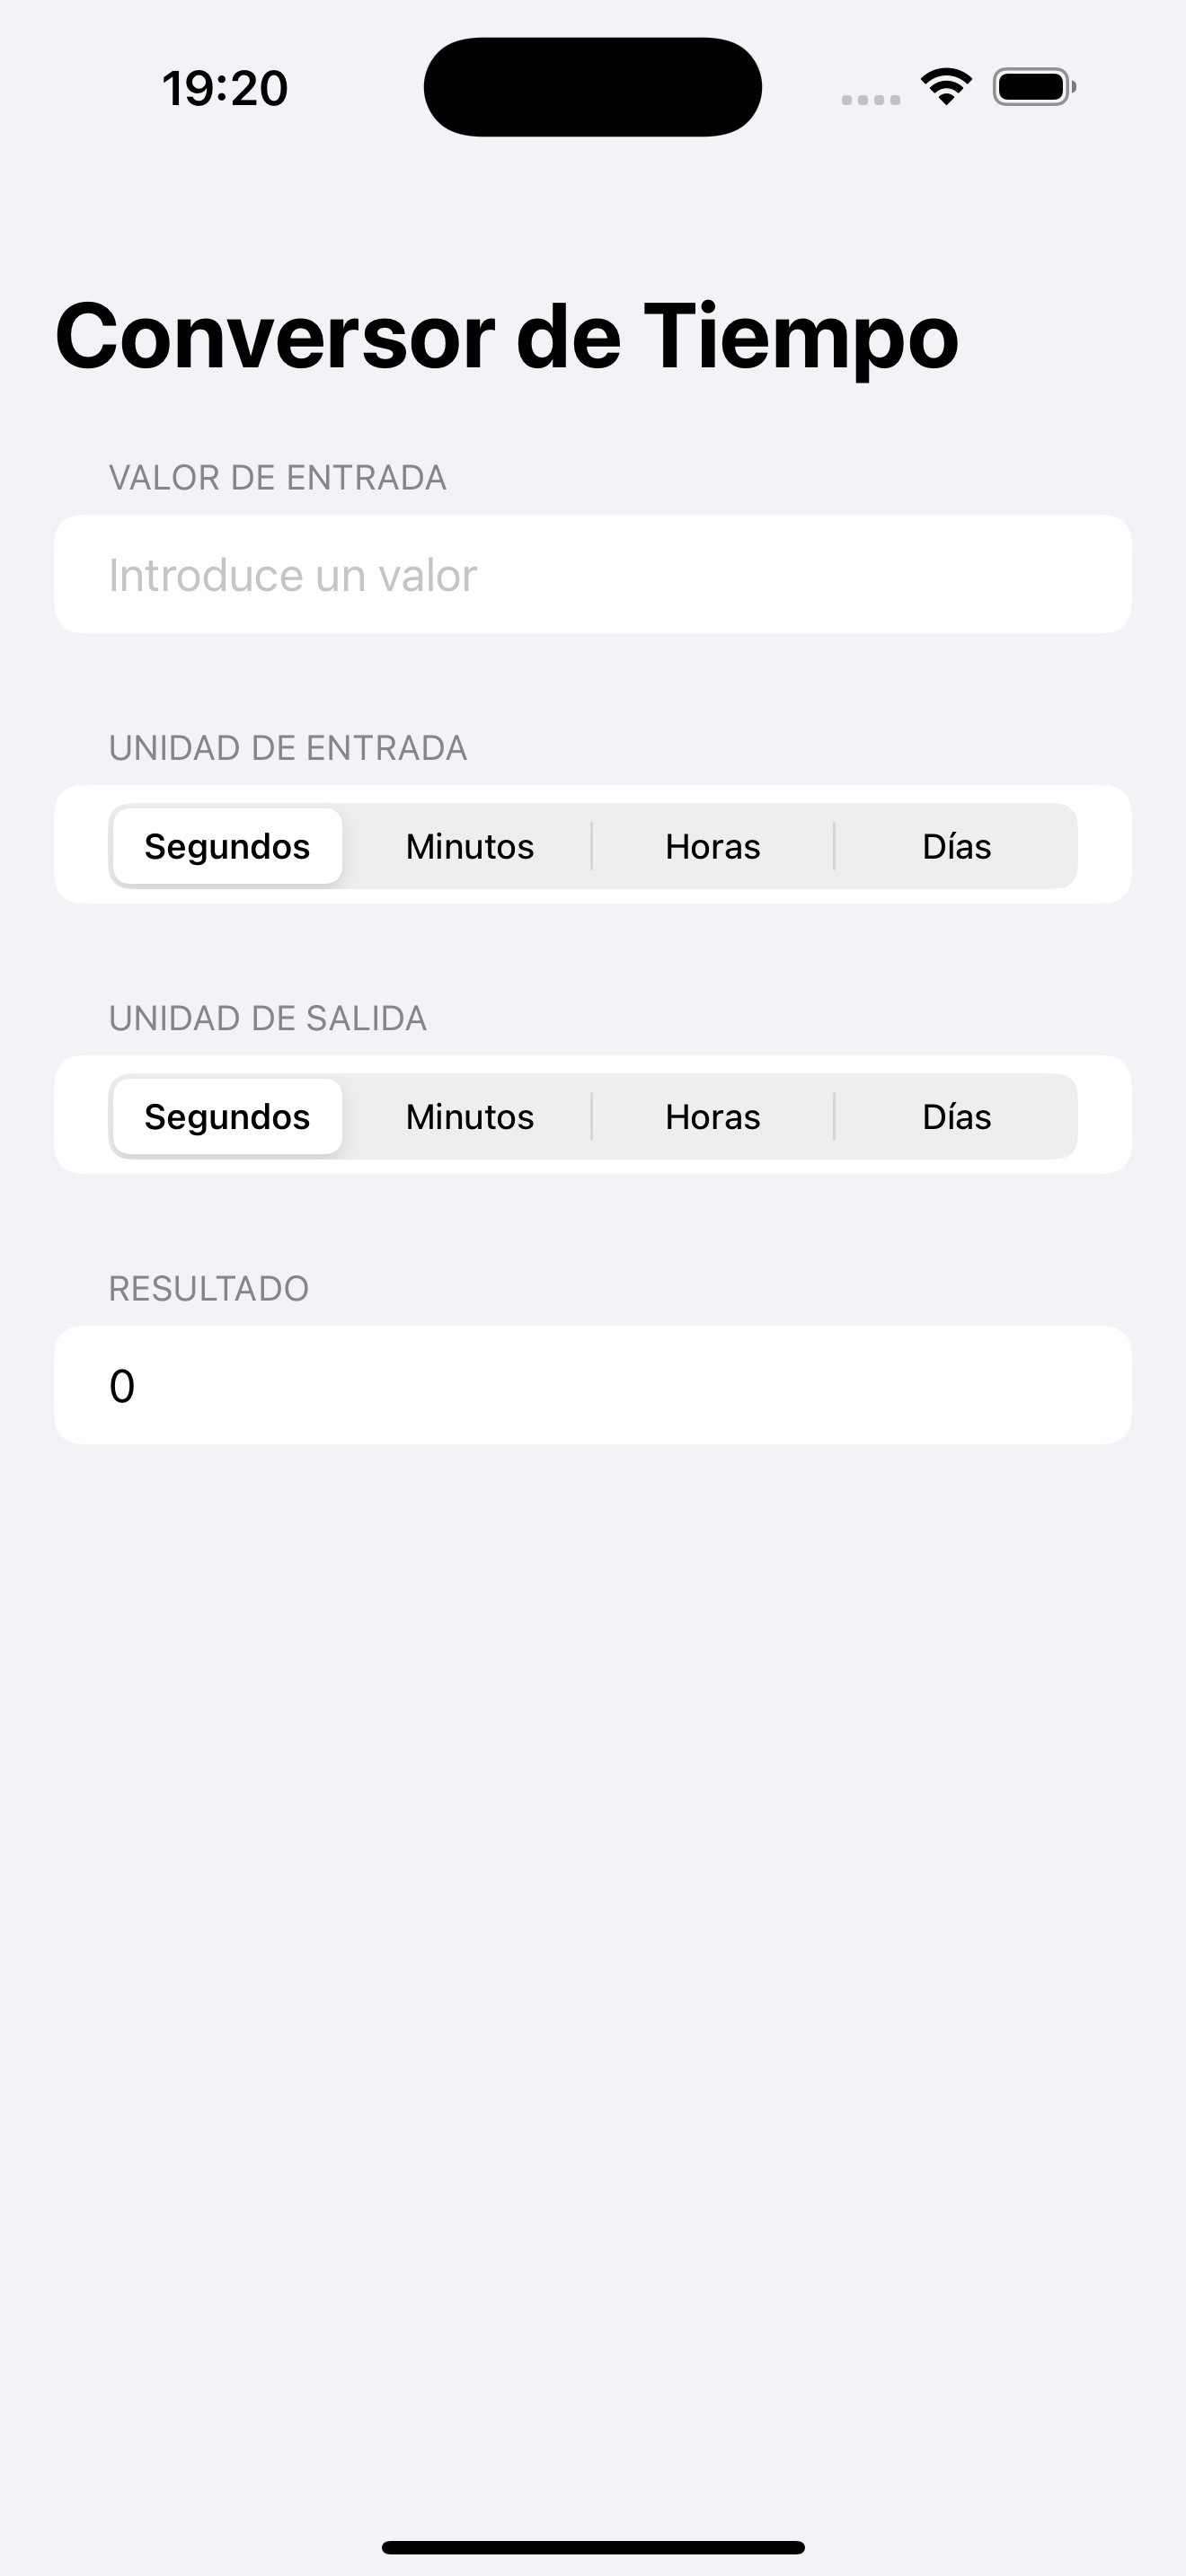 19:20
Conversor de Tiempo
VALOR DE ENTRADA
Introduce un valor
UNIDAD DE ENTRADA
Segundos Minutos Horas Días
UNIDAD DE SALIDA
Segundos Minutos Horas Días
RESULTADO
0